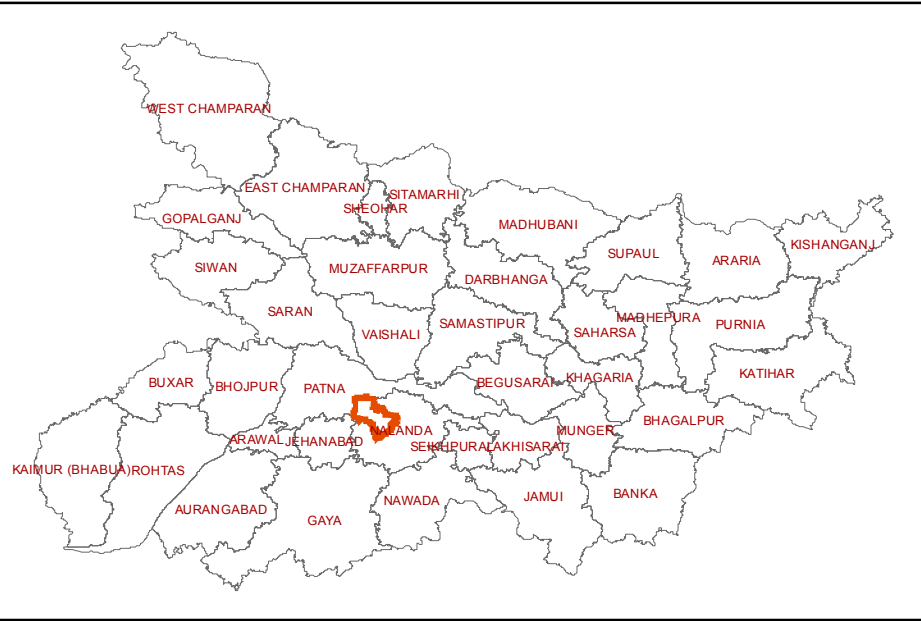 WEST CHAMPARAN
EAST CHAMPARAN
SITAMARHI
SHEOHAR
GOPALGANJ
MADHUBANI
KISHANGANJ
SUPAUL
ARARIA
SIWAN
MUZAFFARPUR
DARBHANGA
SARAN
MADHEPURA
SAMASTIPUR
PURNIA
VAISHALI
SAHARSA
KATIHAR
BUXAR
BHOJPUR
PATNA
BEGUSARAI
KHAGARIA
BHAGALPUR
NALANDA
MUNGER
ARAWAL
JEHANABAD
SEIKHPURA
LAKHISARAI
KAIMUR (BHABUA)
ROHTAS
BANKA
JAMUI
NAWADA
AURANGABAD
GAYA